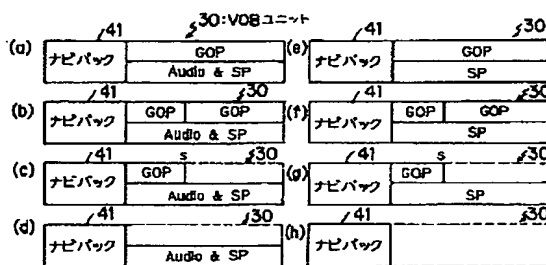 30:VOBユニット
(a) 41 ナビパック GOP Audio & SP
(e) 41 30 ナビパック GOP SP
(b) 41 30 ナビパック GOP GOP Audio & SP
(f) 41 30 ナビパック GOP GOP SP
(c) 41 s 30 ナビパック GOP Audio & SP
(g) 41 s 30 ナビパック GOP SP
(d) 41 30 ナビパック Audio & SP
(h) 41 30 ナビパック